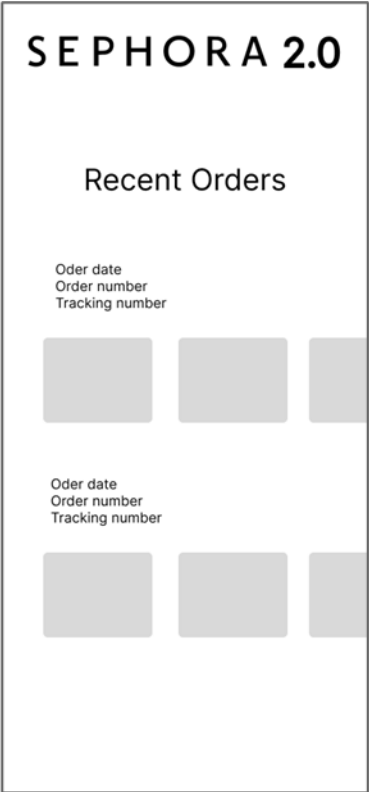 SEPHORA 2.0
Recent Orders
Oder date
Order number
Tracking number
Oder date
Order number
Tracking number